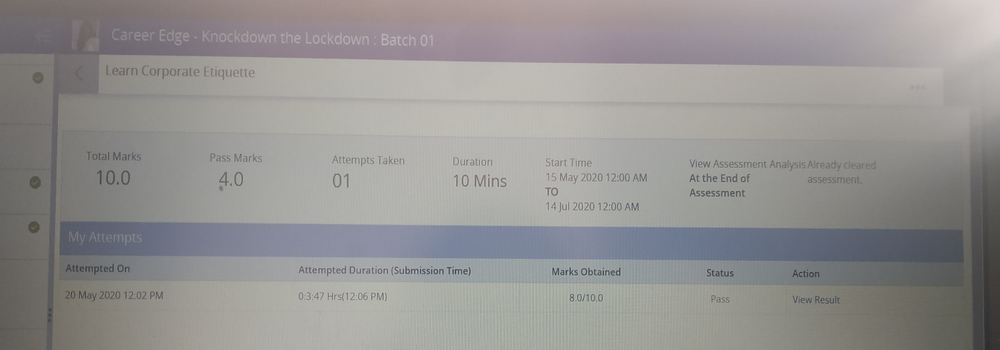 Career Edge - Knockdown the Lockdown : Batch 01
Learn Corporate Etiquette
Total Marks
10.0
Pass Marks
4.0
Attempts Taken
01
Duration
10 Mins
Start Time
15 May 2020 12:00 AM
TO
14 Jul 2020 12:00 AM
View Assessment Analysis
At the End of
Assessment
Already cleared
assessment.
My Attempts
Attempted On Attempted Duration (Submission Time) Marks Obtained Status Action
20 May 2020 12:02 PM 0:3:47 Hrs(12:06 PM) 8.0/10.0 Pass View Result